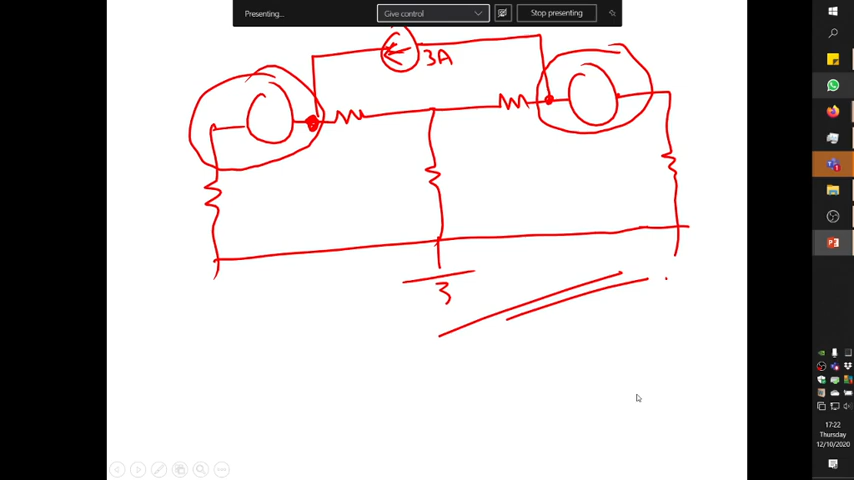 Presenting...
Give control
Stop presenting
3A
3
17:22
Thursday
12/10/2020